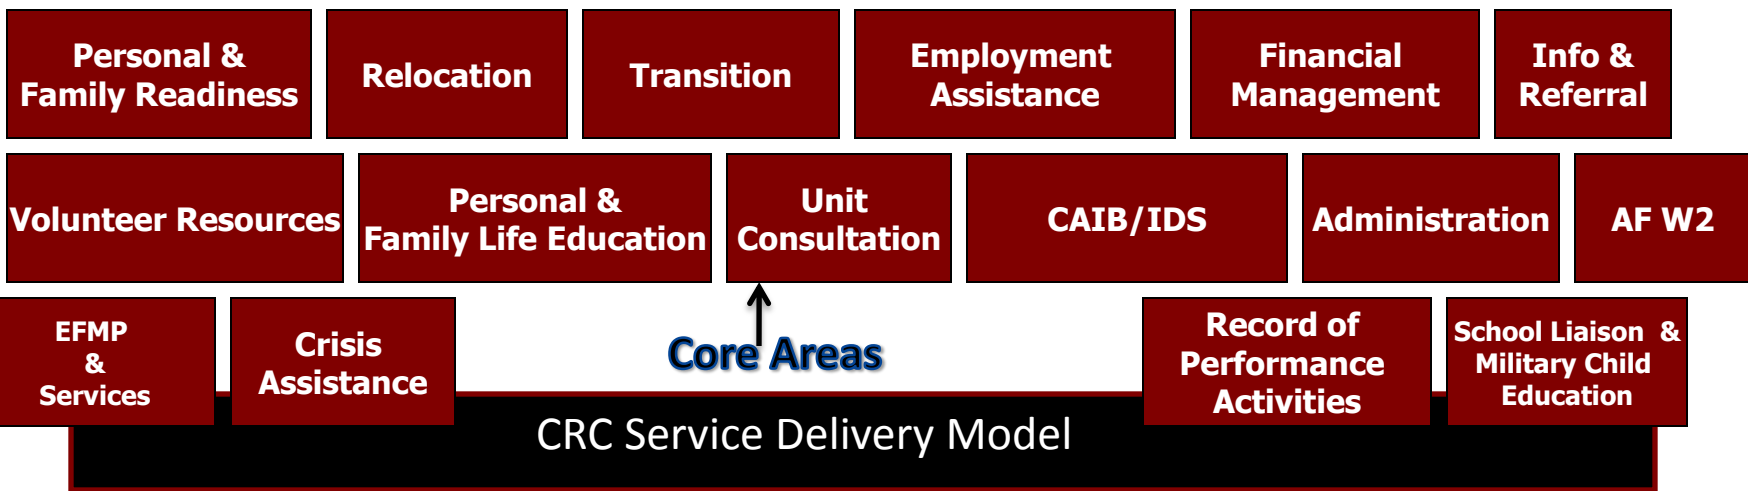 Personal &
Family Readiness
Relocation
Transition
Employment
Assistance
Financial
Management
Info &
Referral
Volunteer Resources
Personal &
Family Life Education
Unit
Consultation
CAIB/IDS
Administration
AF W2
EFMP
&
Services
Crisis
Assistance
Core Areas
Record of
Performance
Activities
School Liaison &
Military Child
Education
CRC Service Delivery Model